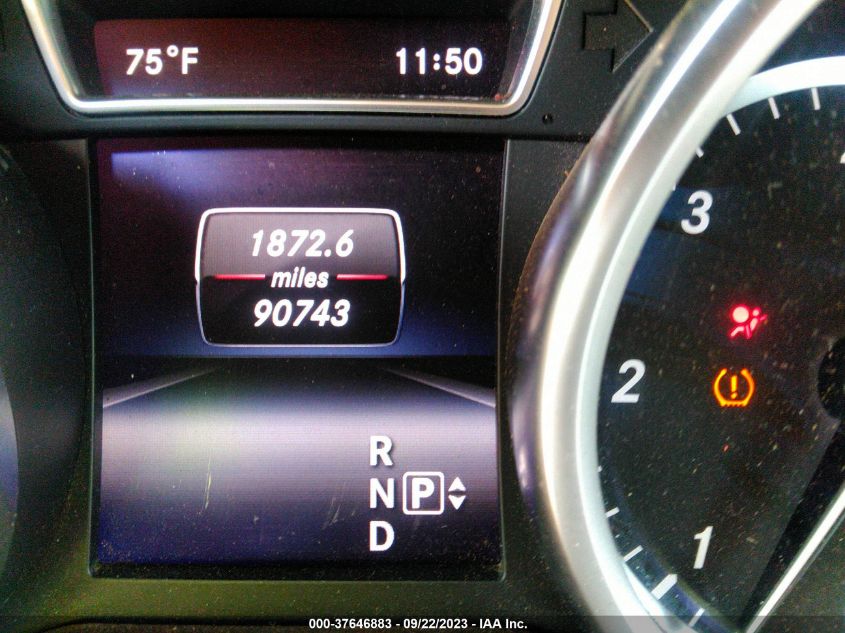 75°F 11:50
1872.6
miles
90743
R
N P
D
3
2
1
000-37646883 / 09/22/2023 - IAA Inc.